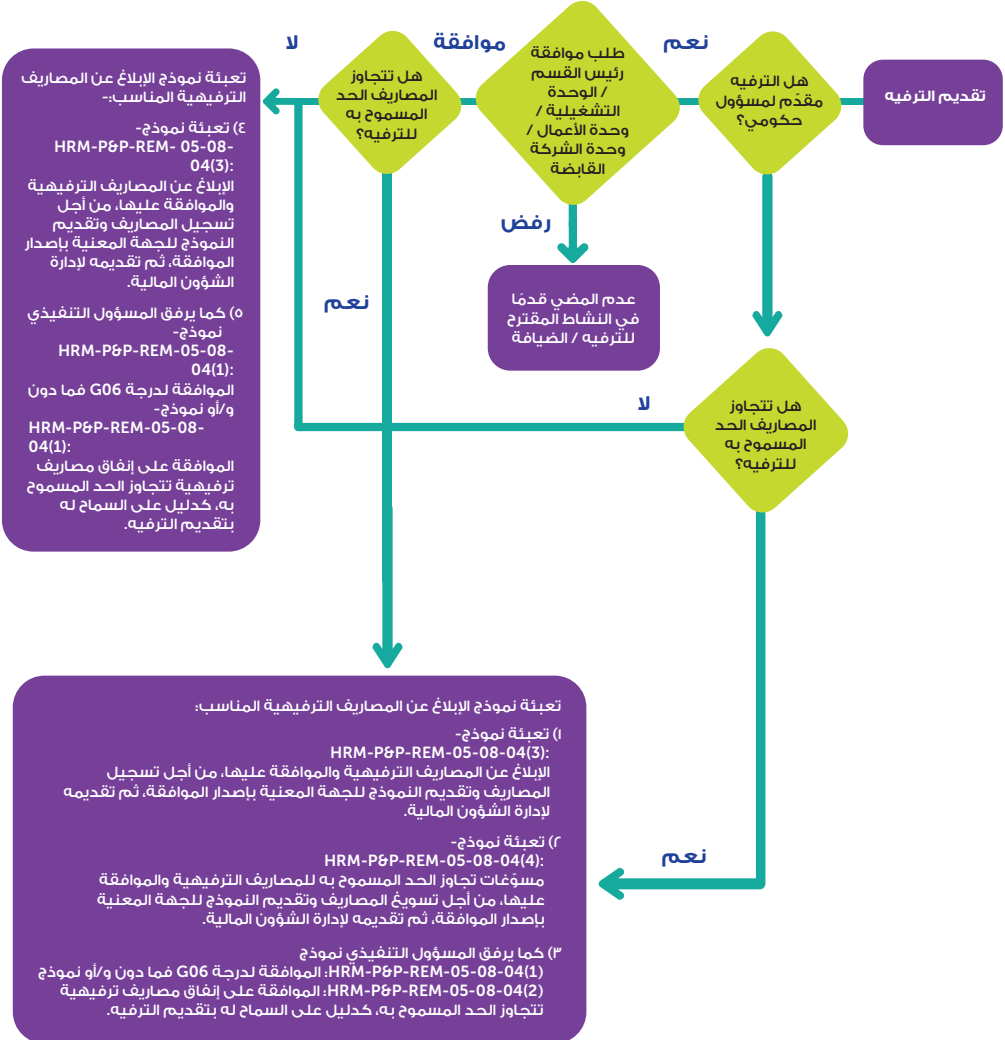 تقديم الترفيه
هل الترفيه
مقدّم لمسؤول
حكومي؟
نعم
طلب موافقة
رئيس القسم
/ الوحدة
التشغيلية /
وحدة الأعمال /
وحدة الشركة
القابضة
موافقة
هل تتجاوز
المصاريف الحد
المسموح به
للترفيه؟
لا
تعبئة نموذج الإبلاغ عن المصاريف
الترفيهية المناسب:-
٤) تعبئة نموذج-
HRM-P&P-REM- 05-08-
04(3):
الإبلاغ عن المصاريف الترفيهية
والموافقة عليها، من أجل
تسجيل المصاريف وتقديم
النموذج للجهة المعنية بإصدار
الموافقة، ثم تقديمه لإدارة
الشؤون المالية.
٥) كما يرفق المسؤول التنفيذي
نموذج-
HRM-P&P-REM-05-08-
04(1):
الموافقة لدرجة G06 فما دون
و/أو نموذج-
HRM-P&P-REM-05-08-
04(1):
الموافقة على إنفاق مصاريف
ترفيهية تتجاوز الحد المسموح
به، كدليل على السماح له
بتقديم الترفيه.
رفض
عدم المضي قدمًا
في النشاط المقترح
للترفيه / الضيافة
نعم
هل تتجاوز
المصاريف الحد
المسموح به
للترفيه؟
لا
نعم
تعبئة نموذج الإبلاغ عن المصاريف الترفيهية المناسب:
١) تعبئة نموذج-
HRM-P&P-REM-05-08-04(3):
الإبلاغ عن المصاريف الترفيهية والموافقة عليها، من أجل تسجيل
المصاريف وتقديم النموذج للجهة المعنية بإصدار الموافقة، ثم تقديمه
لإدارة الشؤون المالية.
٢) تعبئة نموذج-
HRM-P&P-REM-05-08-04(4):
مسوّغات تجاوز الحد المسموح به للمصاريف الترفيهية والموافقة
عليها، من أجل تسويغ المصاريف وتقديم النموذج للجهة المعنية
بإصدار الموافقة، ثم تقديمه لإدارة الشؤون المالية.
٣) كما يرفق المسؤول التنفيذي نموذج
HRM-P&P-REM-05-08-04(1): الموافقة لدرجة G06 فما دون و/أو نموذج
HRM-P&P-REM-05-08-04(2): الموافقة على إنفاق مصاريف ترفيهية
تتجاوز الحد المسموح به، كدليل على السماح له بتقديم الترفيه.